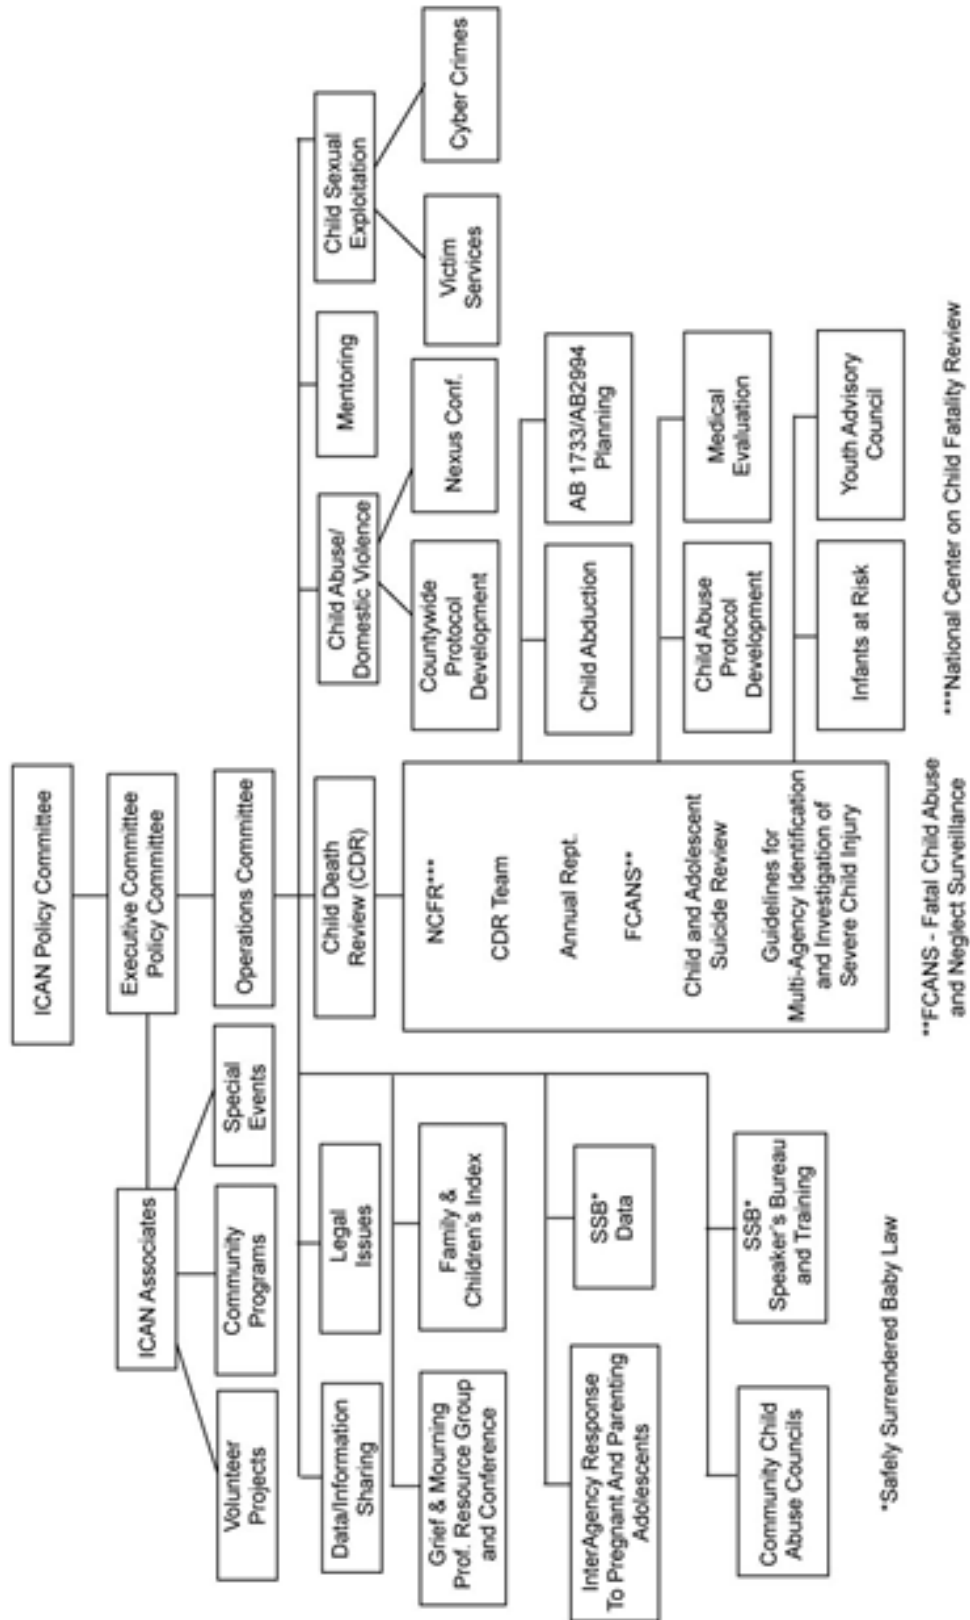 ICAN Policy Committee
Executive Committee
Policy Committee
ICAN Associates
Operations Committee
Volunteer
Projects
Community
Programs
Special
Events
Data/Information
Sharing
Legal
Issues
Child Death
Review (CDR)
Child Abuse/
Domestic Violence
Mentoring
Child Sexual
Exploitation
Grief & Mourning
Prof. Resource Group
and Conference
Family &
Children's Index
NCFR***
CDR Team
Annual Rept.
FCANS**
Child and Adolescent
Suicide Review
Guidelines for
Multi-Agency Identification
and Investigation of
Severe Child Injury
Countywide
Protocol
Development
Nexus Conf.
Victim
Services
Cyber Crimes
InterAgency Response
To Pregnant And Parenting
Adolescents
SSB*
Data
Child Abduction
AB 1733/AB2994
Planning
Child Abuse
Protocol
Development
Medical
Evaluation
Community Child
Abuse Councils
SSB*
Speaker's Bureau
and Training
Infants at Risk
Youth Advisory
Council
*Safely Surrendered Baby Law
**FCANS - Fatal Child Abuse
and Neglect Surveillance
***National Center on Child Fatality Review